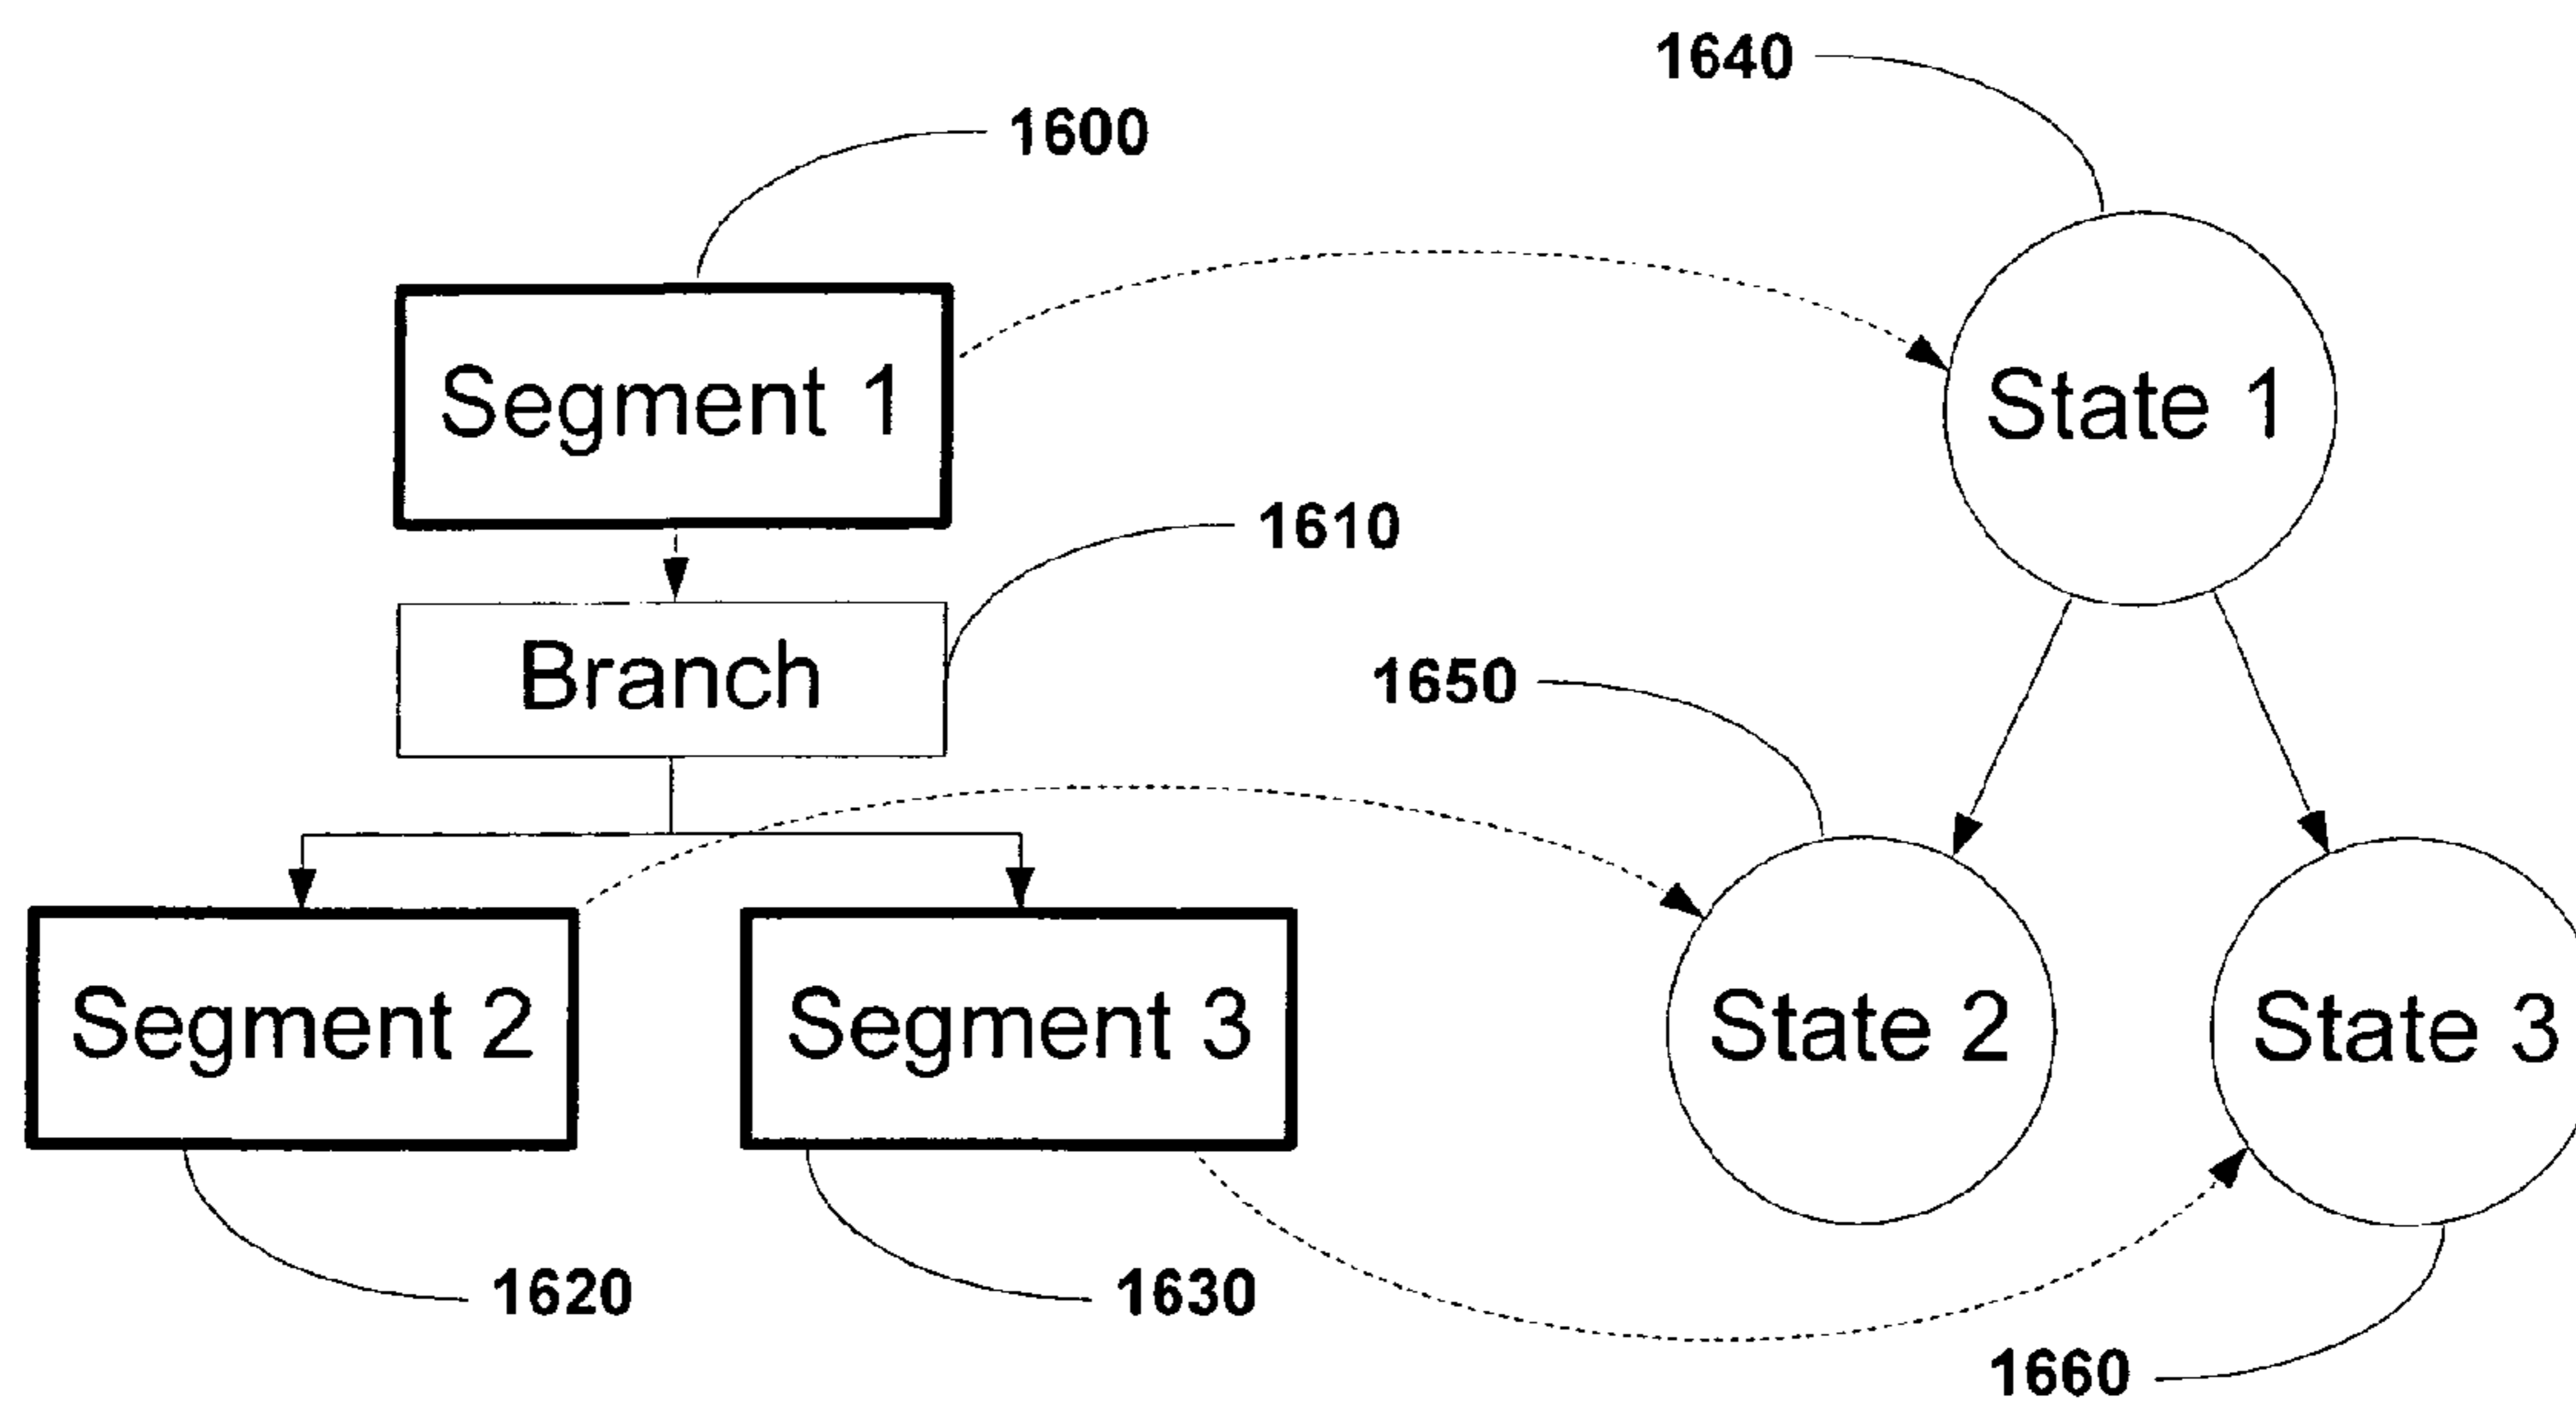 1640
1600
Segment 1
State 1
1610
Branch
1650
Segment 2
Segment 3
State 2
State 3
1620
1630
1660